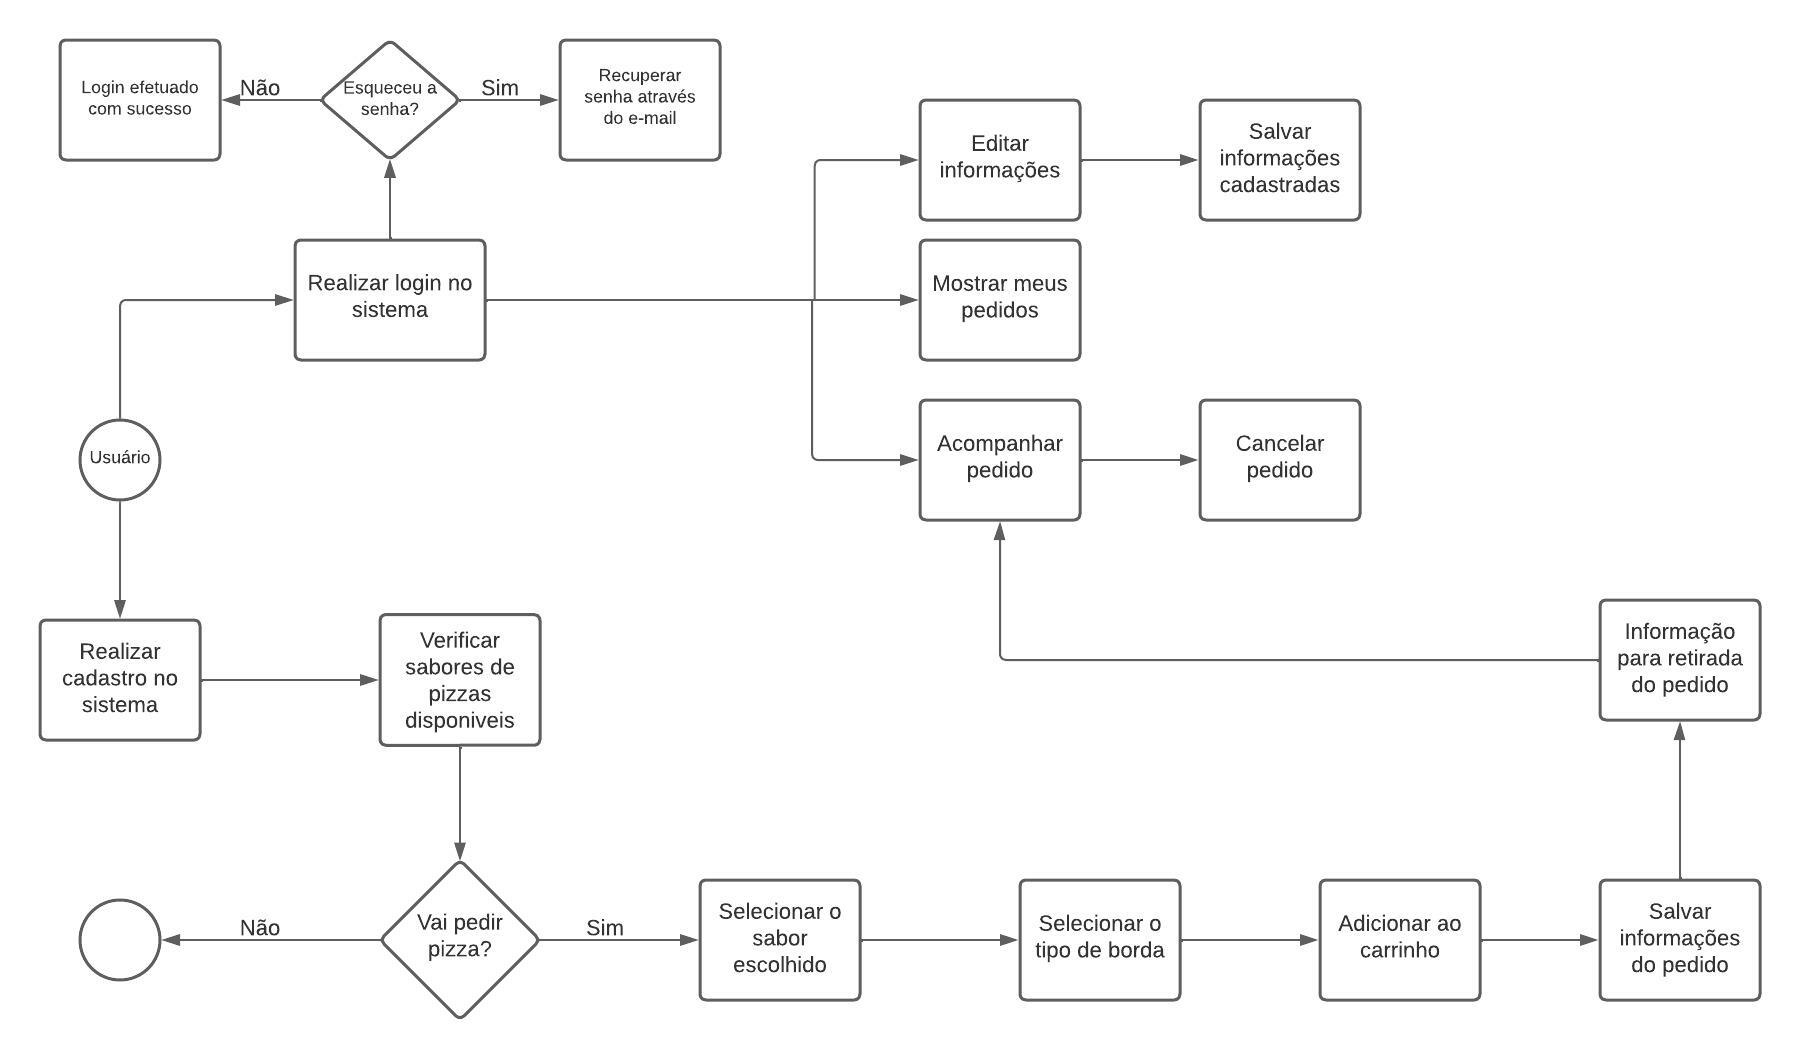 Login efetuado
com sucesso
Não
Esqueceu a
senha?
Sim
Recuperar
senha através
do e-mail
Editar
informações
Salvar
informações
cadastradas
Realizar login no
sistema
Mostrar meus
pedidos
Usuário
Acompanhar
pedido
Cancelar
pedido
Realizar
cadastro no
sistema
Verificar
sabores de
pizzas
disponiveis
Informação
para retirada
do pedido
Não
Vai pedir
pizza?
Sim
Selecionar o
sabor
escolhido
Selecionar o
tipo de borda
Adicionar ao
carrinho
Salvar
informações
do pedido